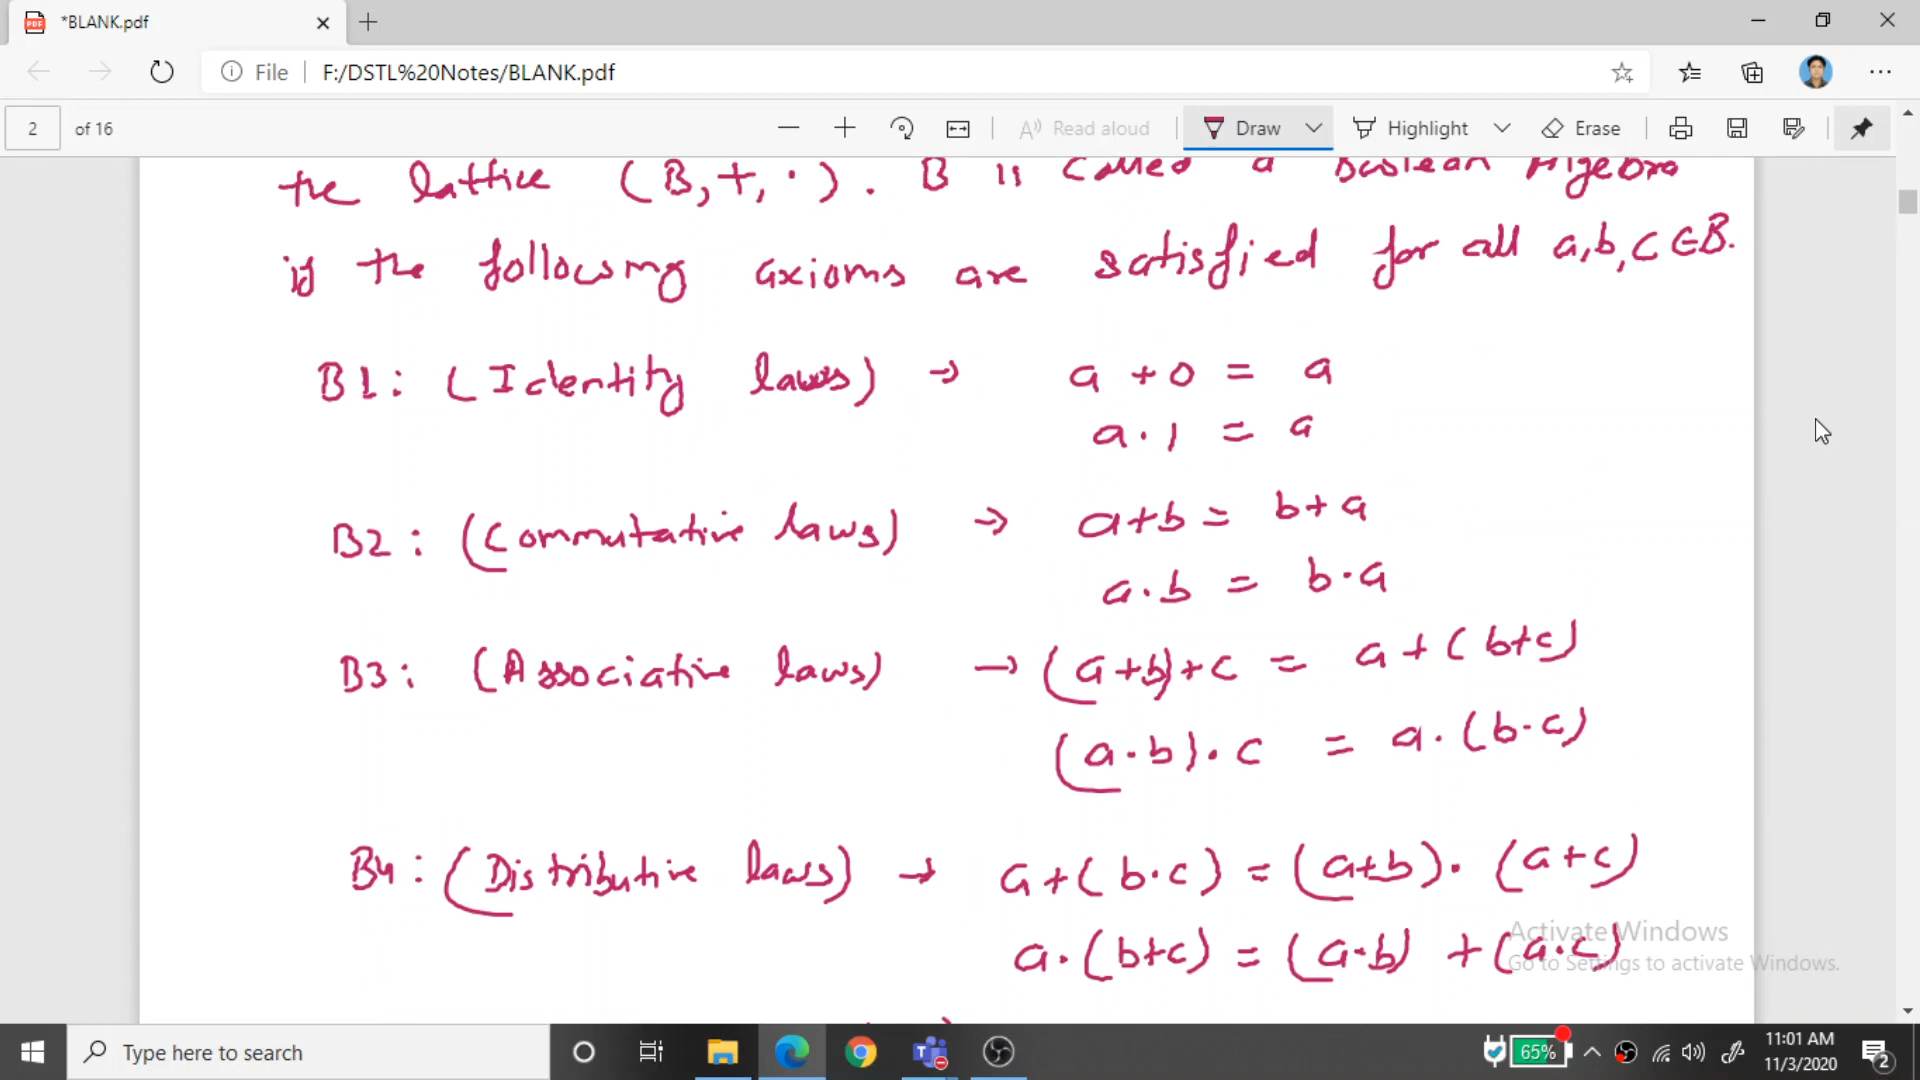 *BLANK.pdf
File
F:/DSTL%20Notes/BLANK.pdf
2 of 16
Read aloud
Draw
Highlight
Erase
the lattice (B, +, ·). B is called a Boolean Algebra
if the following axioms are satisfied for all a, b, c ∈ B.
B1: (Identity laws) → a + 0 = a
a · 1 = a
B2: (Commutative laws) → a+b = b+a
a·b = b·a
B3: (Associative laws) → (a+b)+c = a+(b+c)
(a·b)·c = a·(b·c)
B4: (Distributive laws) → a+(b·c) = (a+b)·(a+c)
a·(b+c) = (a·b) + (a·c)
Activate Windows
Go to Settings to activate Windows.
Type here to search
65%
11:01 AM
11/3/2020
2